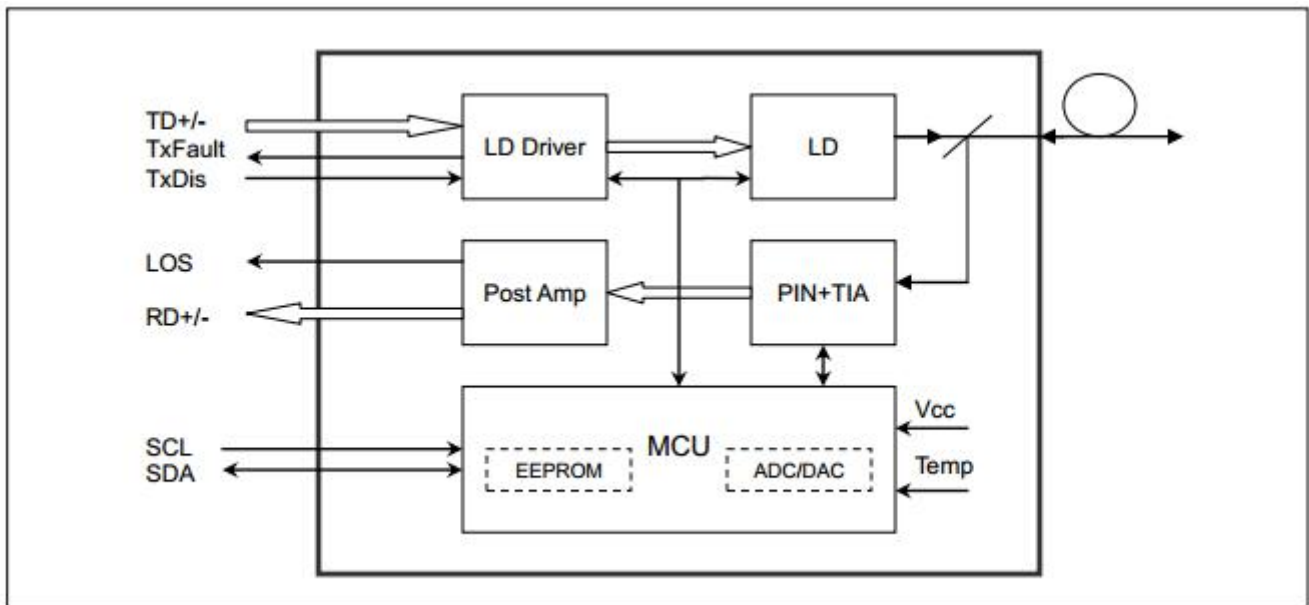 TD+/-
TxFault
TxDis
LD Driver
LD
LOS
RD+/-
Post Amp
PIN+TIA
SCL
SDA
MCU
EEPROM
ADC/DAC
Vcc
Temp